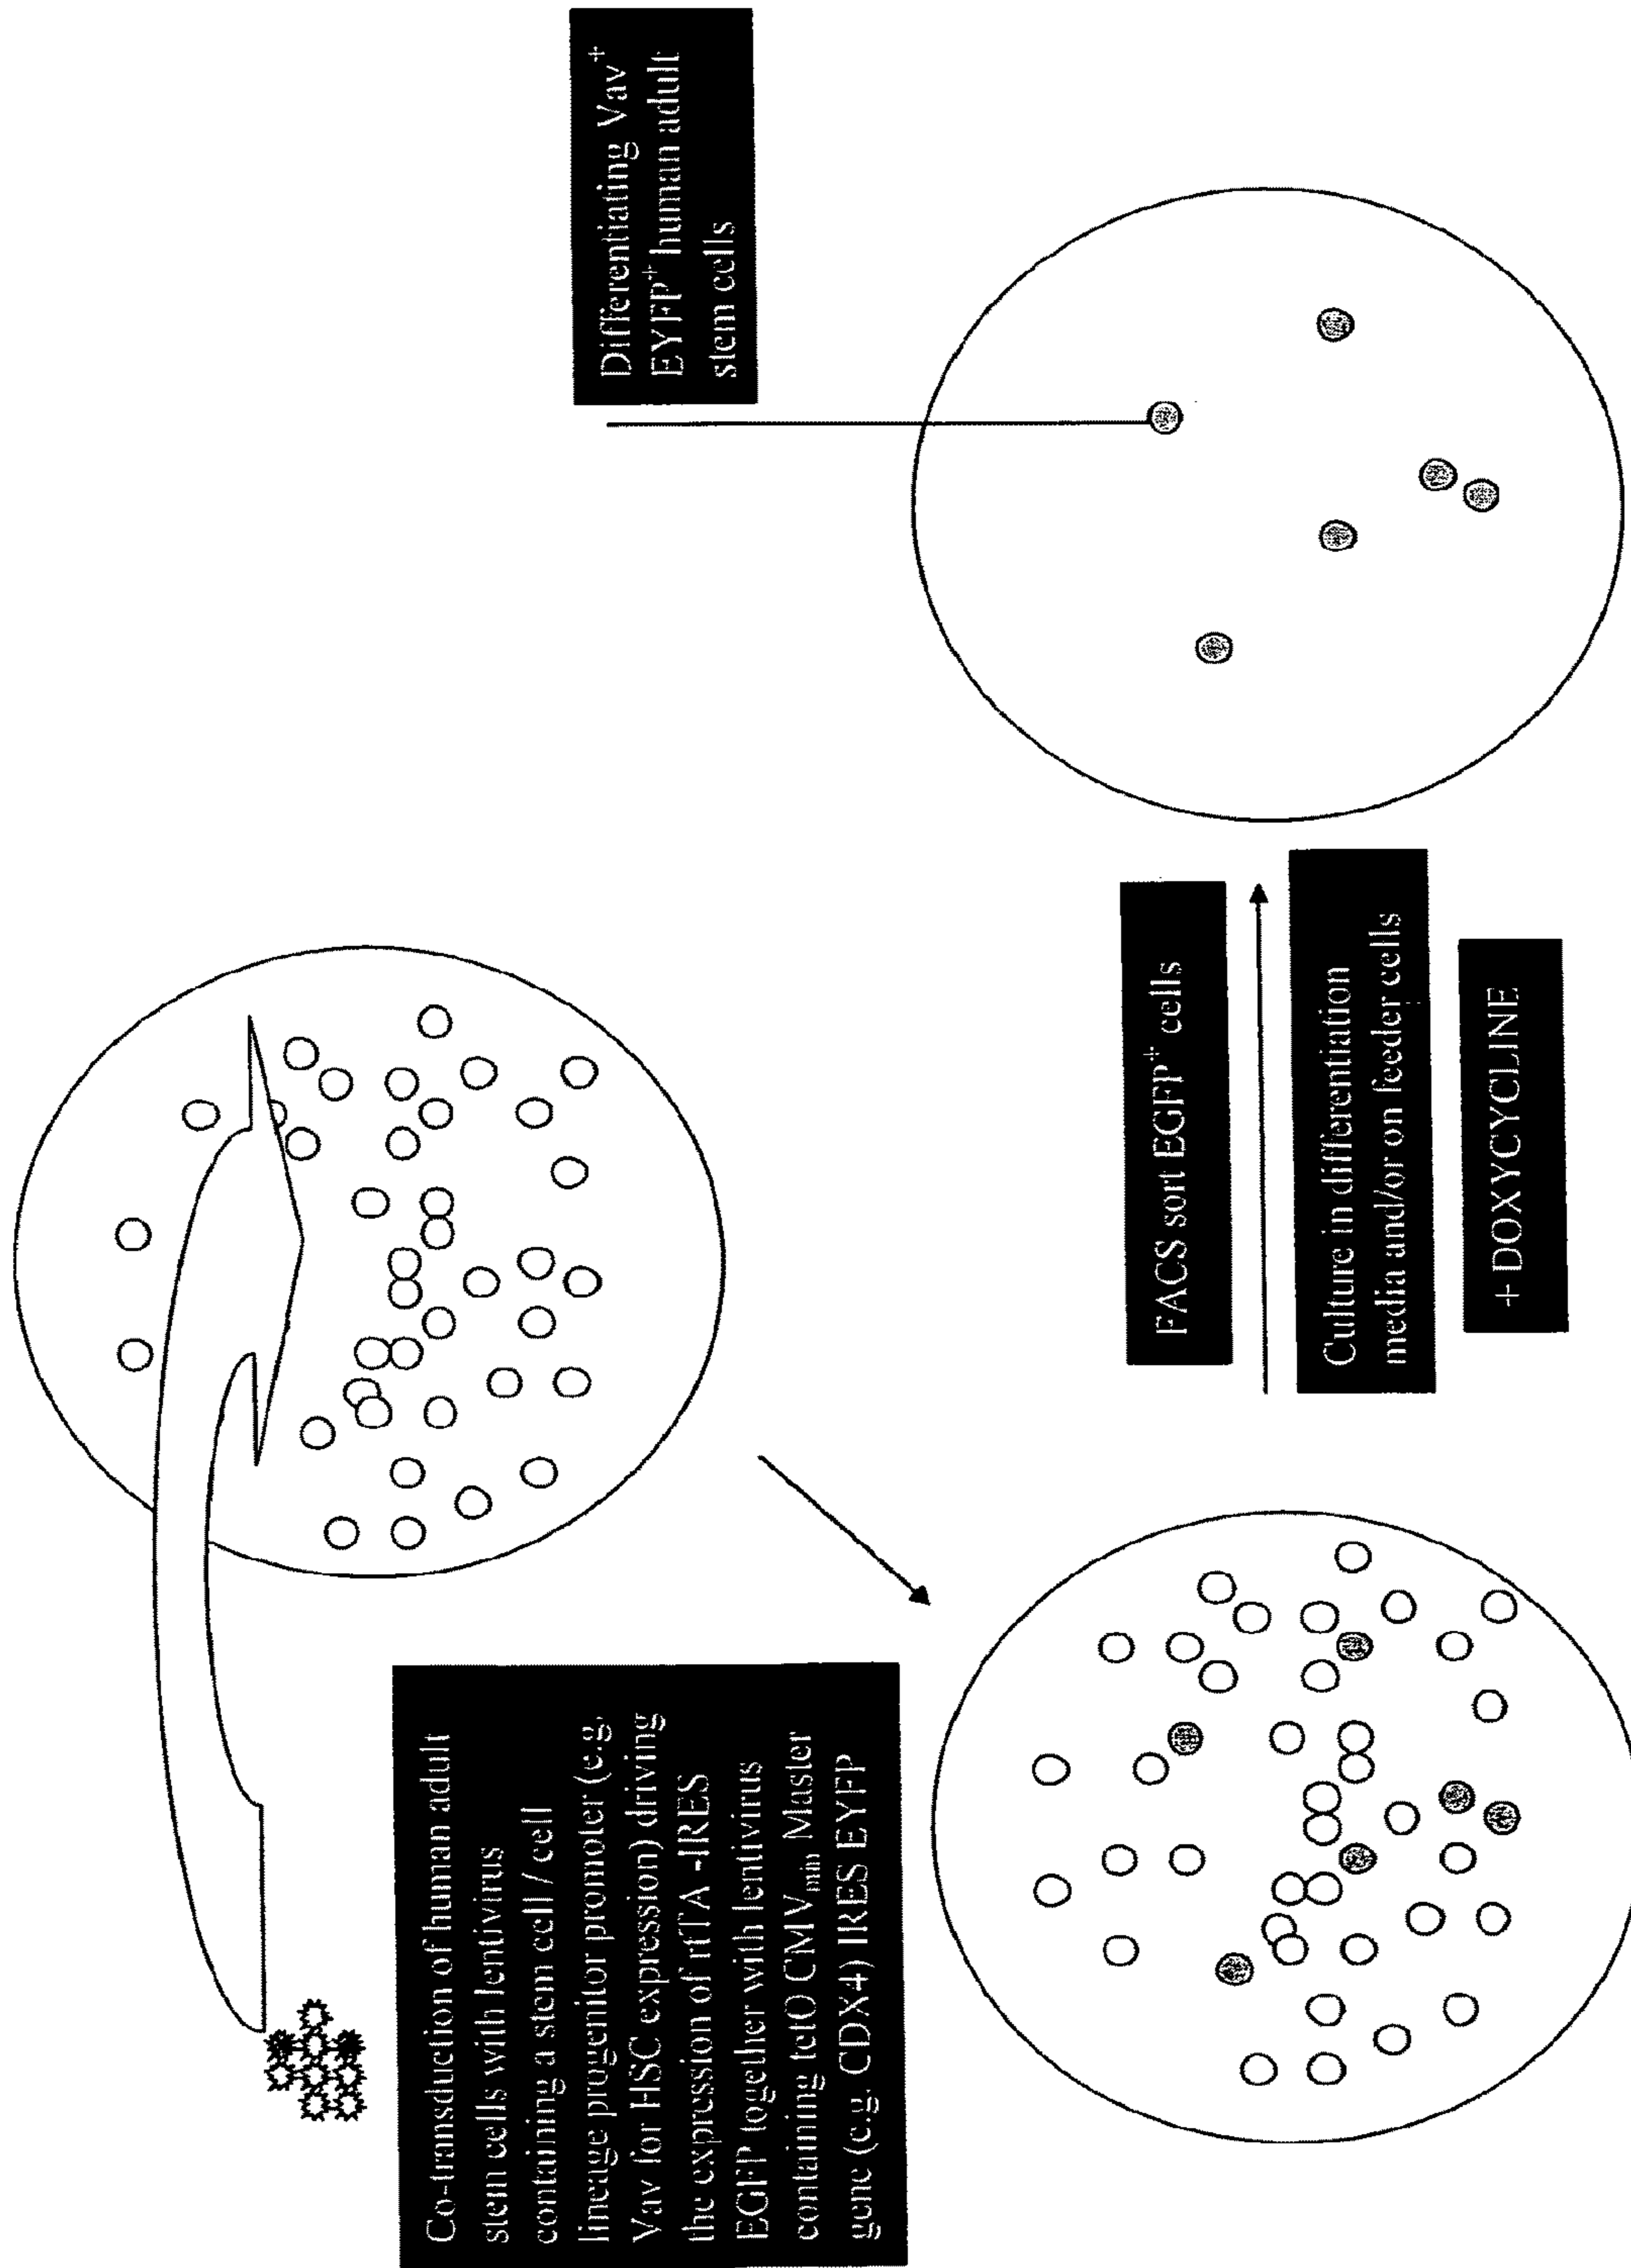 Co-transduction of human adult
stem cells with lentivirus
containing a stem cell / cell
lineage progenitor promoter (e.g.
Vav for HSC expression) driving
the expression of rtTA -IRES
EGFP together with lentivirus
containing tetO CMVmin Master
gene (e.g. CDX4) IRES EYFP
FACS sort EGFP+ cells
Culture in differentiation
media and/or on feeder cells
+ DOXYCYCLINE
Differentiating Vav+
EYFP+ human adult
stem cells